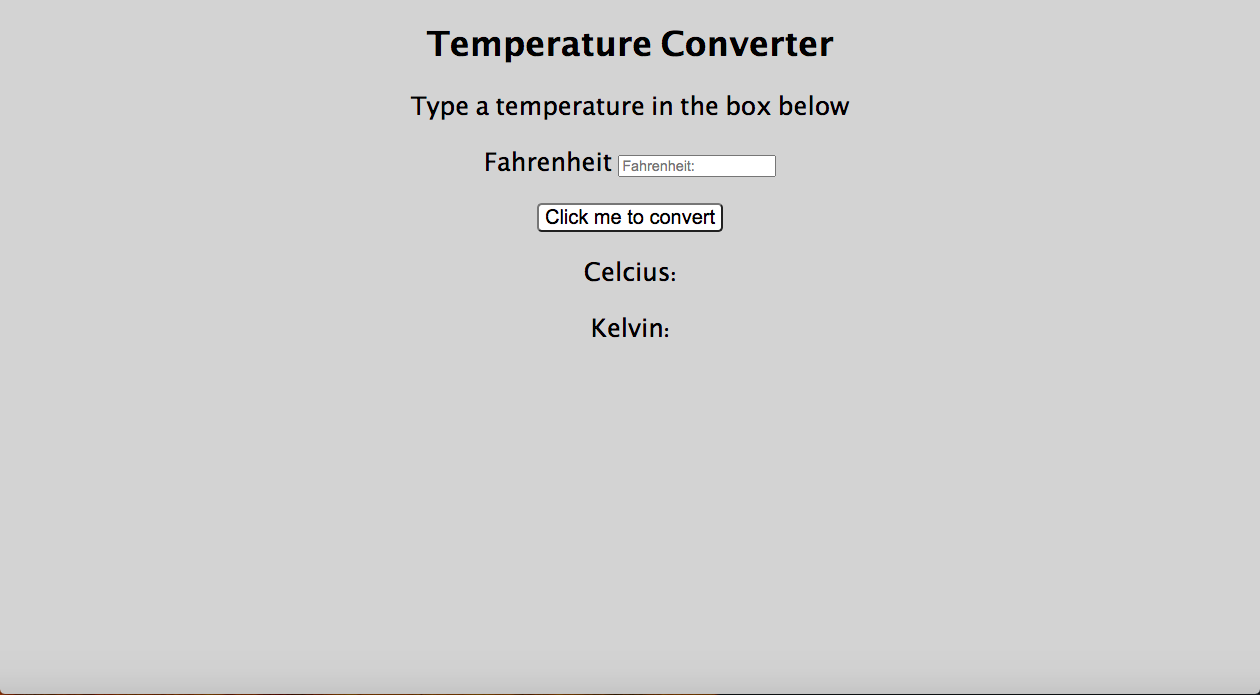 Temperature Converter
Type a temperature in the box below
Fahrenheit Fahrenheit:
Click me to convert
Celcius:
Kelvin: